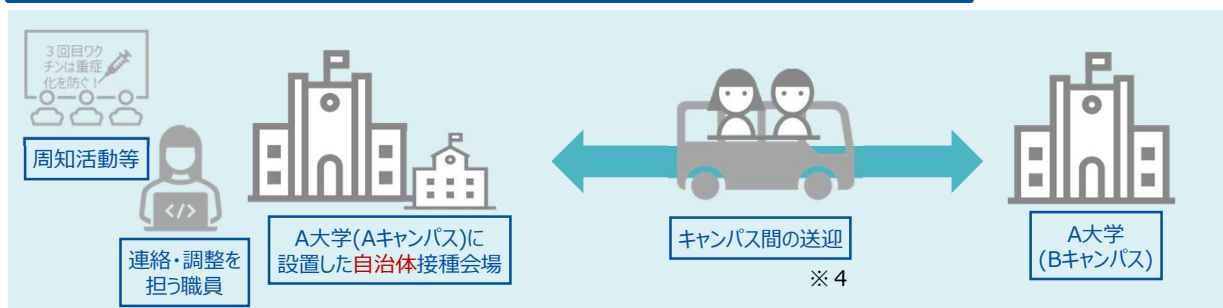 3回目ワク
チンは重症
化を防ぐ！
周知活動等
</>
連絡・調整を
担う職員
A大学(Aキャンパス)に
設置した自治体接種会場
キャンパス間の送迎
※４
A大学
(Bキャンパス)